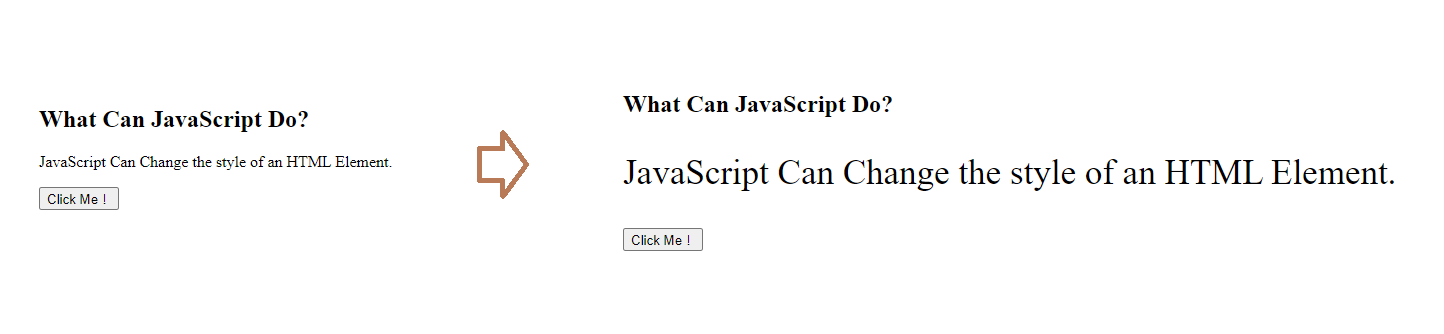 What Can JavaScript Do?
JavaScript Can Change the style of an HTML Element.
Click Me !
What Can JavaScript Do?
JavaScript Can Change the style of an HTML Element.
Click Me !